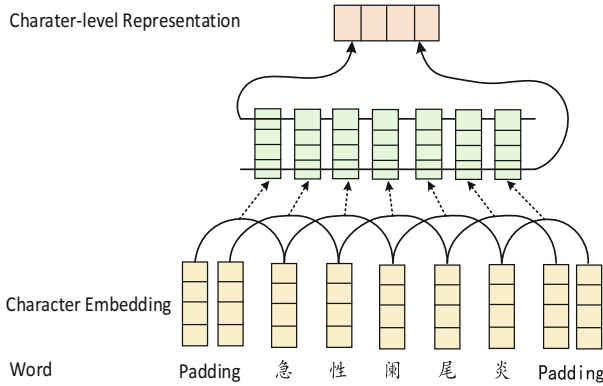 Charater-level Representation
Character Embedding
Word Padding 急 性 阑 尾 炎 Padding